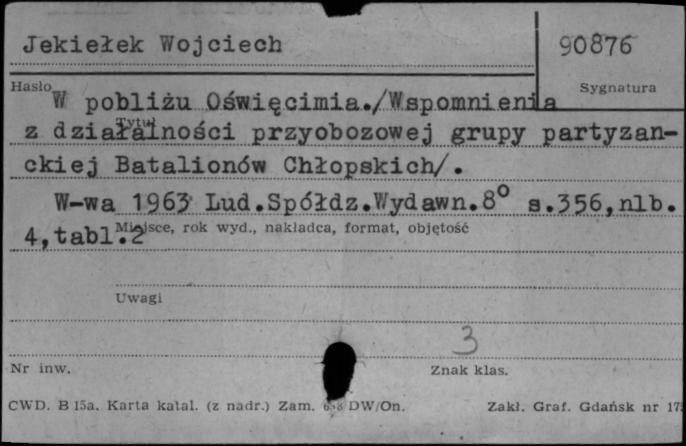 Jekiełek Wojciech
90876
Hasło
Sygnatura
W pobliżu Oświęcimia./Wspomnienia
Tytuł
z działalności przyobozowej grupy partyzan-
ckiej Batalionów Chłopskich/.
W-wa 1963 Lud.Spółdz.Wydawn.8° s.356,nlb.
4,tabl.2
Miejsce, rok wyd., nakładca, format, objętość
Uwagi
3
Nr inw.
Znak klas.
CWD. B 15a. Karta katal. (z nadr.) Zam. DW/On.
Zakł. Graf. Gdańsk nr